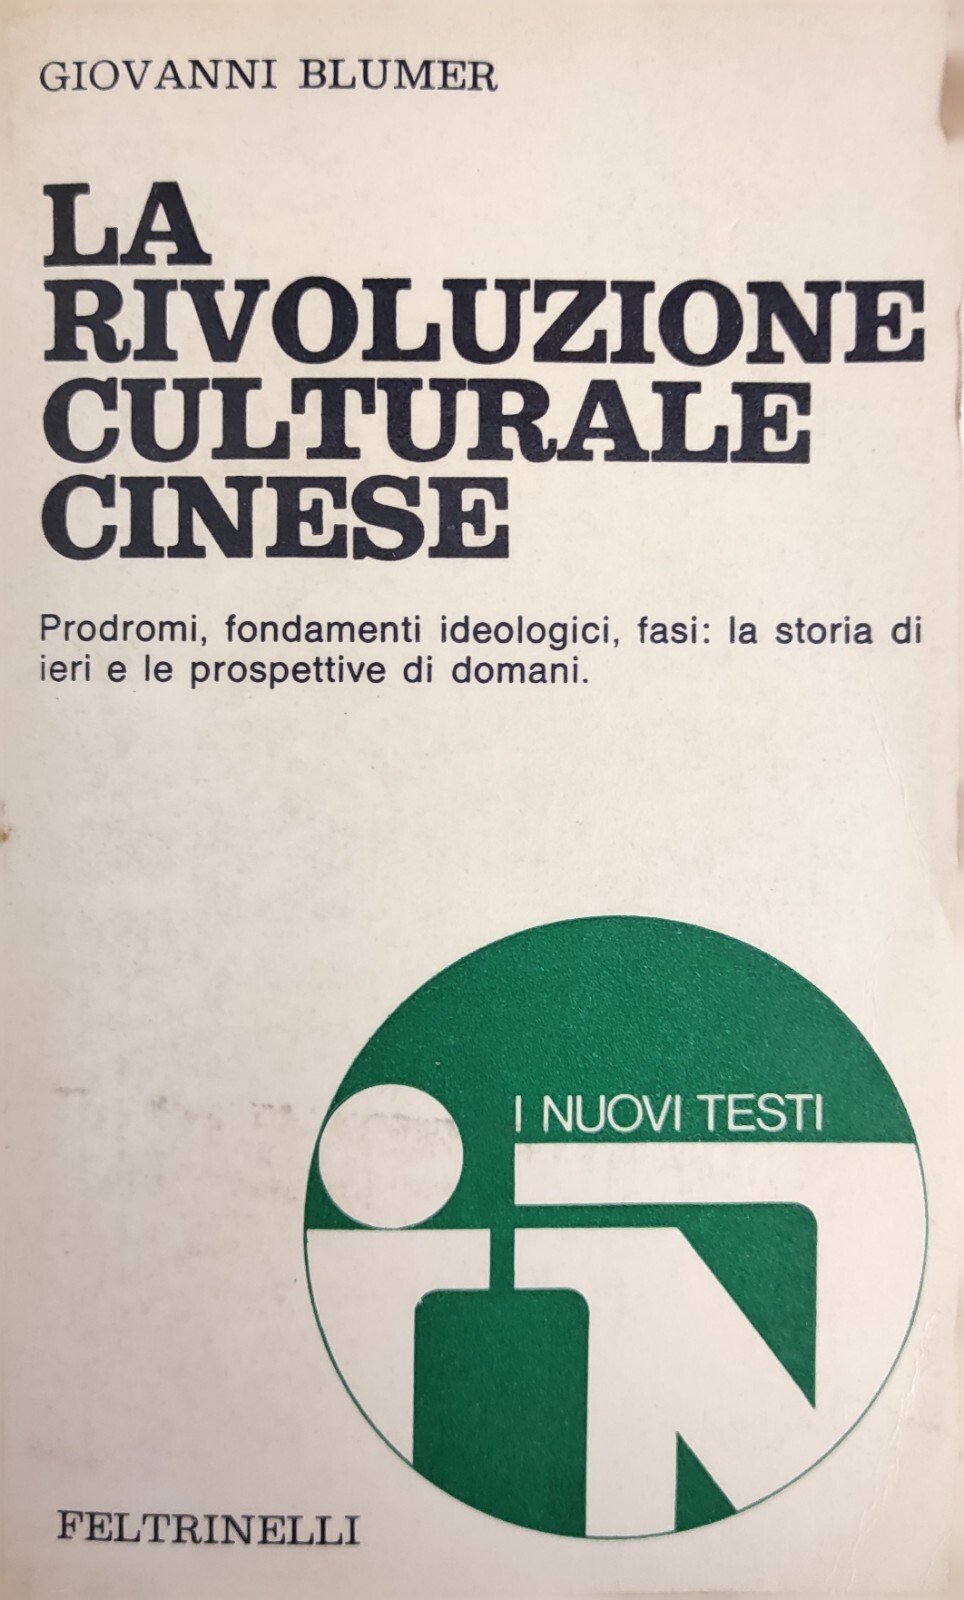 GIOVANNI BLUMER
LA
RIVOLUZIONE
CULTURALE
CINESE
Prodromi, fondamenti ideologici, fasi: la storia di
ieri e le prospettive di domani.
I NUOVI TESTI
iN
FELTRINELLI